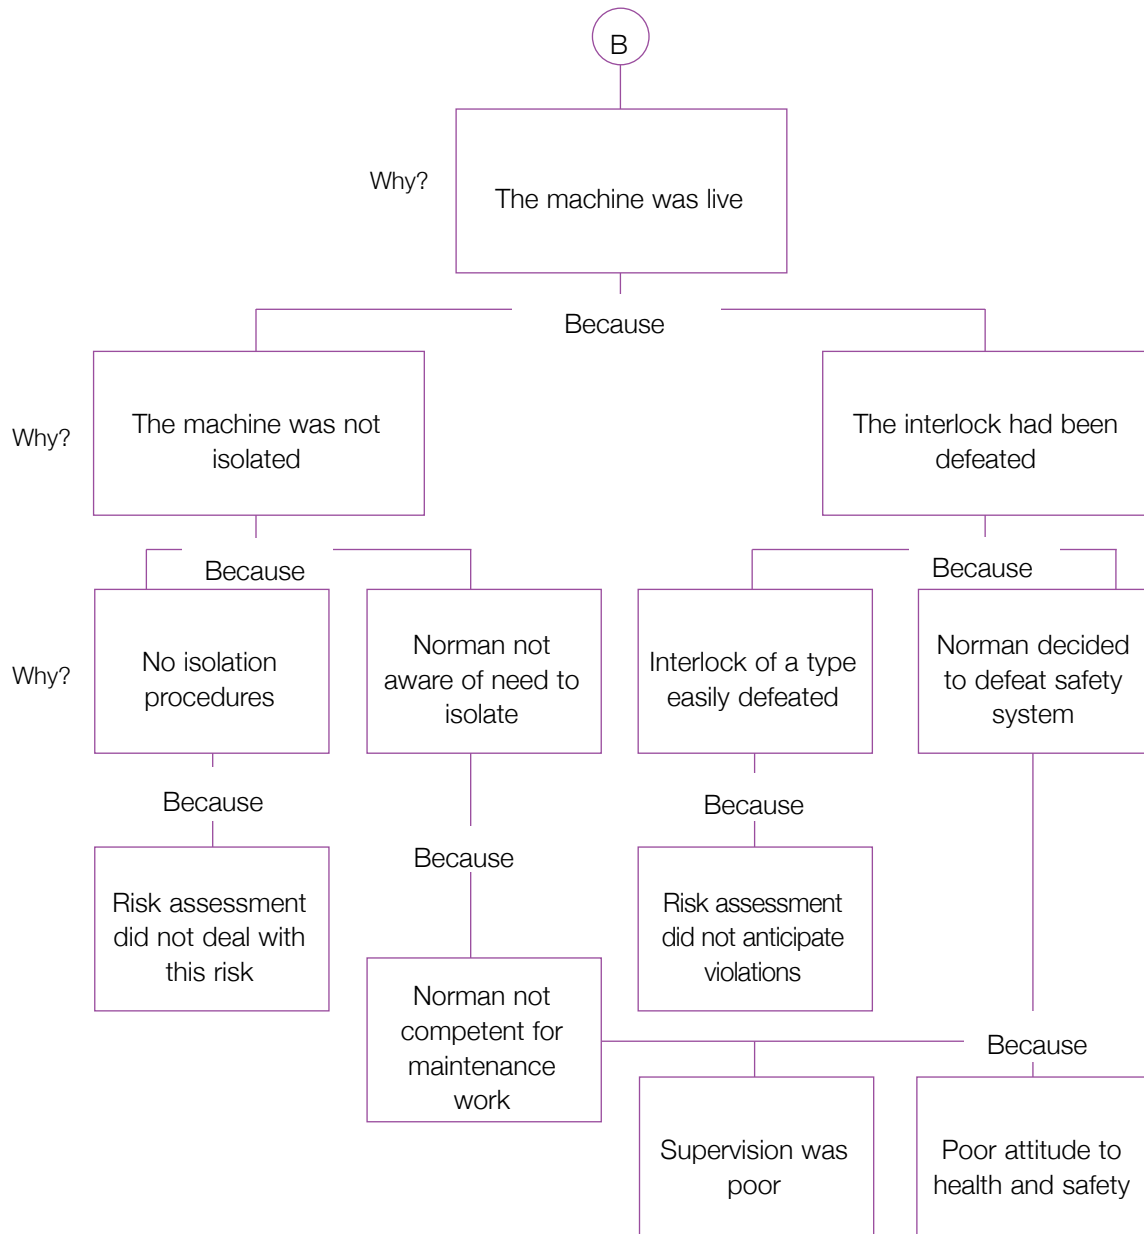 B
Why?
The machine was live
Because
Why?
The machine was not
isolated
The interlock had been
defeated
Because
Because
Why?
No isolation
procedures
Norman not
aware of need to
isolate
Interlock of a type
easily defeated
Norman decided
to defeat safety
system
Because
Because
Because
Risk assessment
did not deal with
this risk
Risk assessment
did not anticipate
violations
Norman not
competent for
maintenance
work
Because
Supervision was
poor
Poor attitude to
health and safety